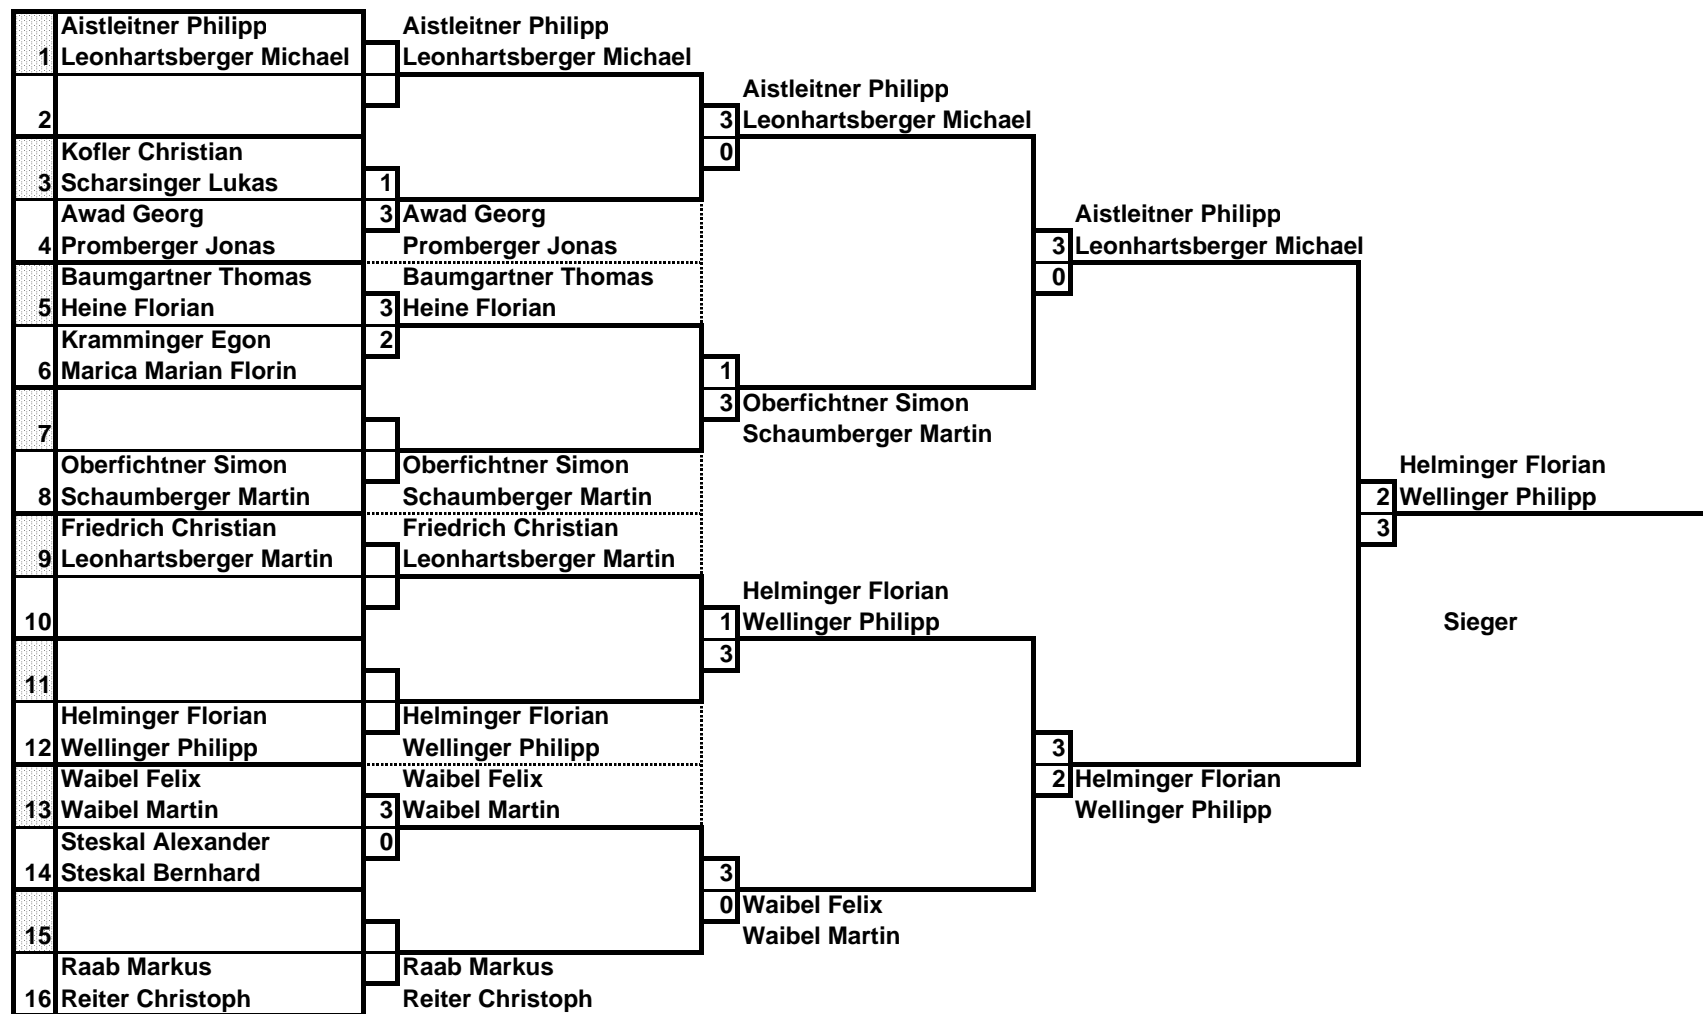 Aistleitner Philipp Aistleitner Philipp
1 Leonhartsberger Michael Leonhartsberger Michael
Aistleitner Philipp
2 3 Leonhartsberger Michael
Kofler Christian 0
3 Scharsinger Lukas 1
Awad Georg 3 Awad Georg Aistleitner Philipp
4 Promberger Jonas Promberger Jonas 3 Leonhartsberger Michael
Baumgartner Thomas Baumgartner Thomas 0
5 Heine Florian 3 Heine Florian
Kramminger Egon 2
6 Marica Marian Florin 1
3 Oberfichtner Simon
7 Schaumberger Martin
Oberfichtner Simon Oberfichtner Simon Helminger Florian
8 Schaumberger Martin Schaumberger Martin 2 Wellinger Philipp
Friedrich Christian Friedrich Christian 3
9 Leonhartsberger Martin Leonhartsberger Martin
Helminger Florian
10 1 Wellinger Philipp Sieger
3
11
Helminger Florian Helminger Florian
12 Wellinger Philipp Wellinger Philipp 3
Waibel Felix Waibel Felix 2 Helminger Florian
13 Waibel Martin 3 Waibel Martin Wellinger Philipp
Steskal Alexander 0
14 Steskal Bernhard 3
0 Waibel Felix
15 Waibel Martin
Raab Markus Raab Markus
16 Reiter Christoph Reiter Christoph